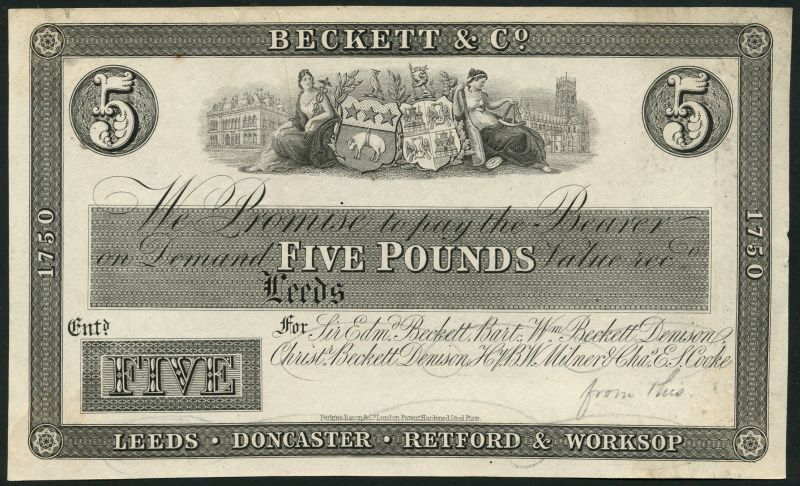 BECKETT & Co.
5 5
We Promise to pay the Bearer
on Demand FIVE POUNDS Value recd.
Leeds
1750
1750
Entd. For Sir Edmd. Beckett, Bart., Wm. Beckett Denison,
Christr. Beckett Denison, Hy. B.W. Milner & Chas. E.S. Cooke
FIVE
from this.
Perkins, Bacon & Co. London. Patent Hardened Steel Plate.
LEEDS · DONCASTER · RETFORD & WORKSOP